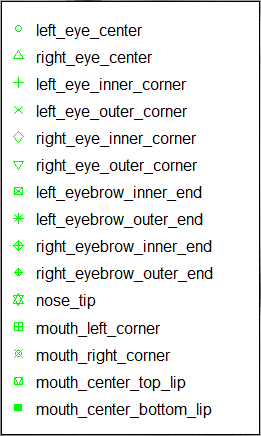 left_eye_center
right_eye_center
left_eye_inner_corner
left_eye_outer_corner
right_eye_inner_corner
right_eye_outer_corner
left_eyebrow_inner_end
left_eyebrow_outer_end
right_eyebrow_inner_end
right_eyebrow_outer_end
nose_tip
mouth_left_corner
mouth_right_corner
mouth_center_top_lip
mouth_center_bottom_lip